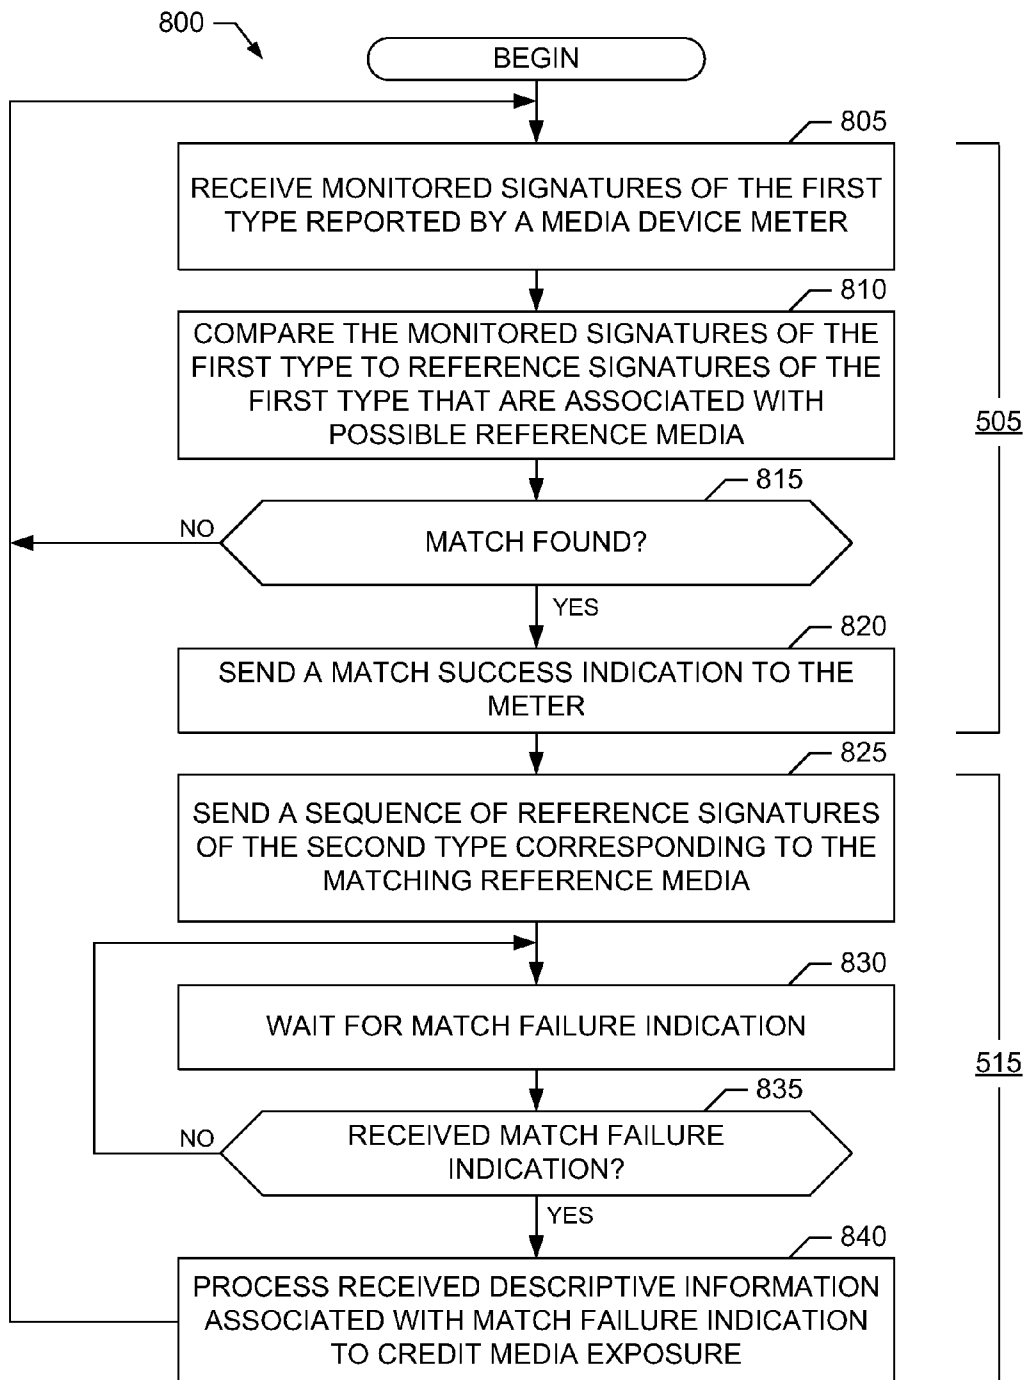 800
BEGIN
805
RECEIVE MONITORED SIGNATURES OF THE FIRST
TYPE REPORTED BY A MEDIA DEVICE METER
810
COMPARE THE MONITORED SIGNATURES OF THE
FIRST TYPE TO REFERENCE SIGNATURES OF THE
FIRST TYPE THAT ARE ASSOCIATED WITH
POSSIBLE REFERENCE MEDIA
505
815
NO
MATCH FOUND?
YES
820
SEND A MATCH SUCCESS INDICATION TO THE
METER
825
SEND A SEQUENCE OF REFERENCE SIGNATURES
OF THE SECOND TYPE CORRESPONDING TO THE
MATCHING REFERENCE MEDIA
830
WAIT FOR MATCH FAILURE INDICATION
515
835
NO
RECEIVED MATCH FAILURE
INDICATION?
YES
840
PROCESS RECEIVED DESCRIPTIVE INFORMATION
ASSOCIATED WITH MATCH FAILURE INDICATION
TO CREDIT MEDIA EXPOSURE